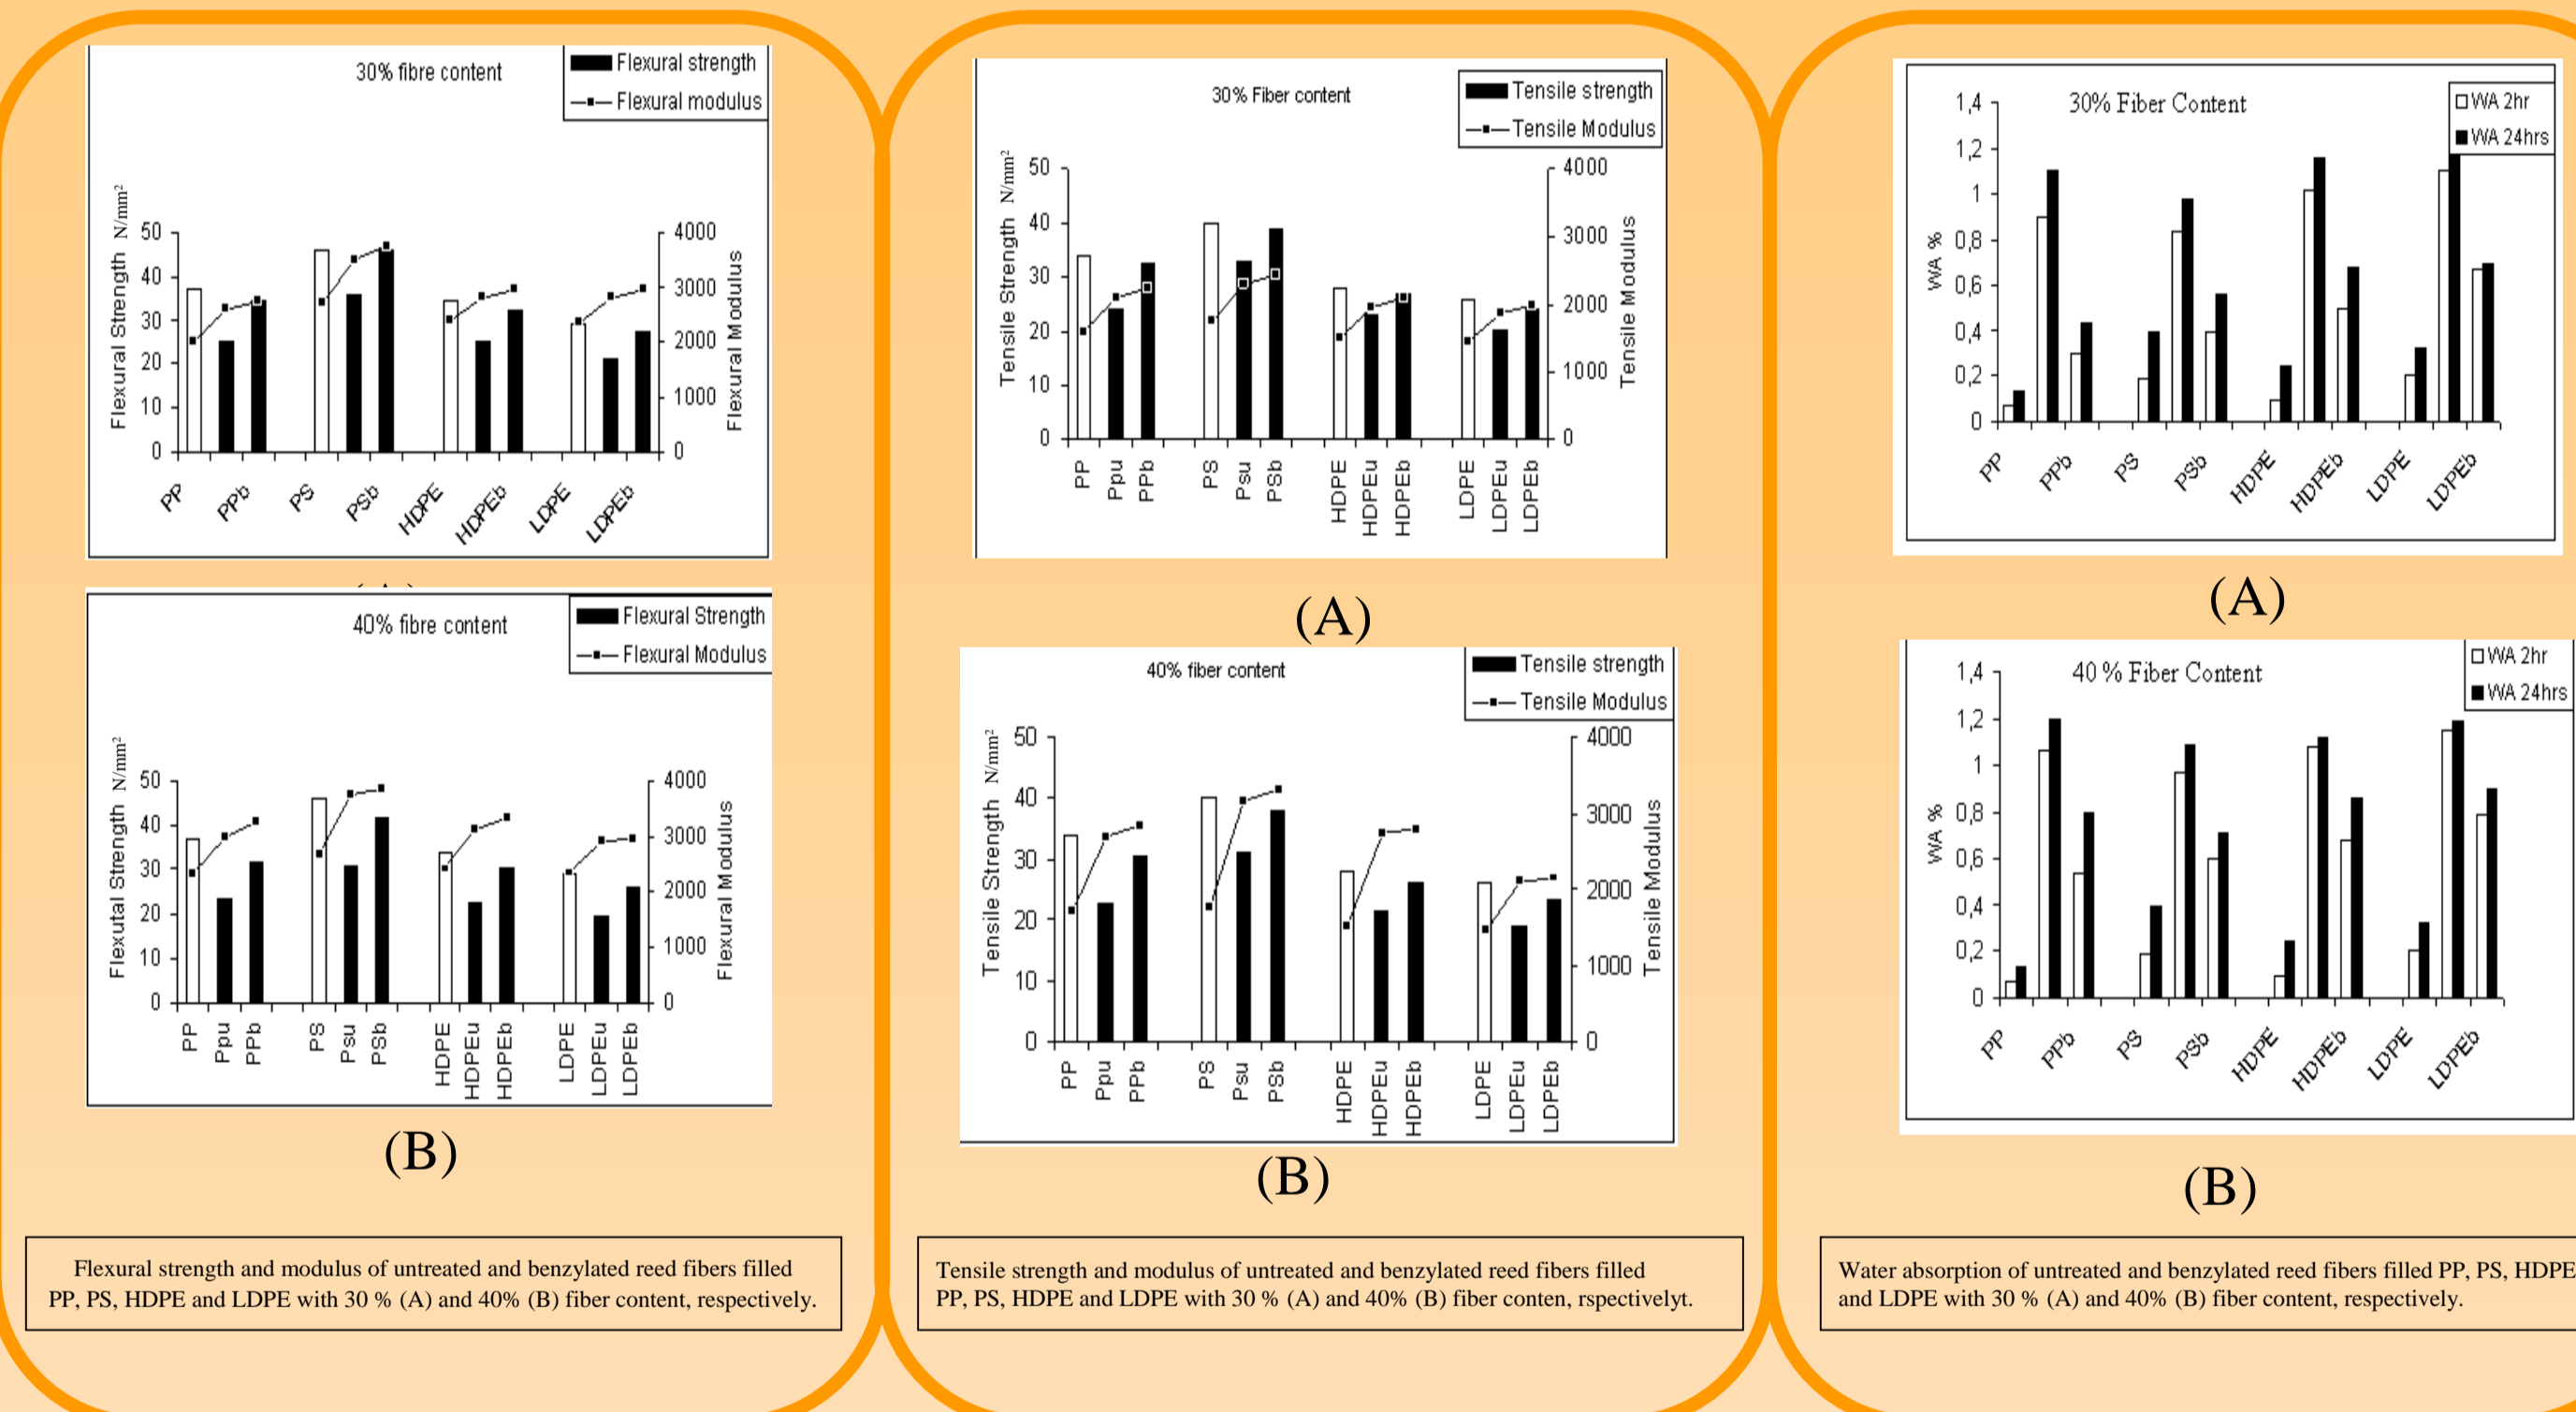 30% fibre content
Flexural strength
Flexural modulus
Flexural Strength N/mm²
50
40
30
20
10
0
4000
3000
2000
1000
0
Flexural Modulus
PP
PPb
PS
PSb
HDPE
HDPEb
LDPE
LDPEb
40% fibre content
Flexural Strength
Flexural Modulus
Flexutal Strength N/mm²
50
40
30
20
10
0
4000
3000
2000
1000
0
Flexural Modulus
PP
Ppu
PPb
PS
Psu
PSb
HDPE
HDPEu
HDPEb
LDPE
LDPEu
LDPEb
(B)
Flexural strength and modulus of untreated and benzylated reed fibers filled
PP, PS, HDPE and LDPE with 30 % (A) and 40% (B) fiber content, respectively.
30% Fiber content
Tensile strength
Tensile Modulus
Tensile Strength N/mm²
50
40
30
20
10
0
4000
3000
2000
1000
0
Tensile Modulus
PP
Ppu
PPb
PS
Psu
PSb
HDPE
HDPEu
HDPEb
LDPE
LDPEu
LDPEb
(A)
40% fiber content
Tensile strength
Tensile Modulus
Tensile Strength N/mm²
50
40
30
20
10
0
4000
3000
2000
1000
0
Tensile Modulus
PP
Ppu
PPb
PS
Psu
PSb
HDPE
HDPEu
HDPEb
LDPE
LDPEu
LDPEb
(B)
Tensile strength and modulus of untreated and benzylated reed fibers filled
PP, PS, HDPE and LDPE with 30 % (A) and 40% (B) fiber conten, rspectivelyt.
30% Fiber Content
WA 2hr
WA 24hrs
WA %
1,4
1,2
1
0,8
0,6
0,4
0,2
0
PP
PPb
PS
PSb
HDPE
HDPEb
LDPE
LDPEb
(A)
40 % Fiber Content
WA 2hr
WA 24hrs
WA %
1,4
1,2
1
0,8
0,6
0,4
0,2
0
PP
PPb
PS
PSb
HDPE
HDPEb
LDPE
LDPEb
(B)
Water absorption of untreated and benzylated reed fibers filled PP, PS, HDPE
and LDPE with 30 % (A) and 40% (B) fiber content, respectively.